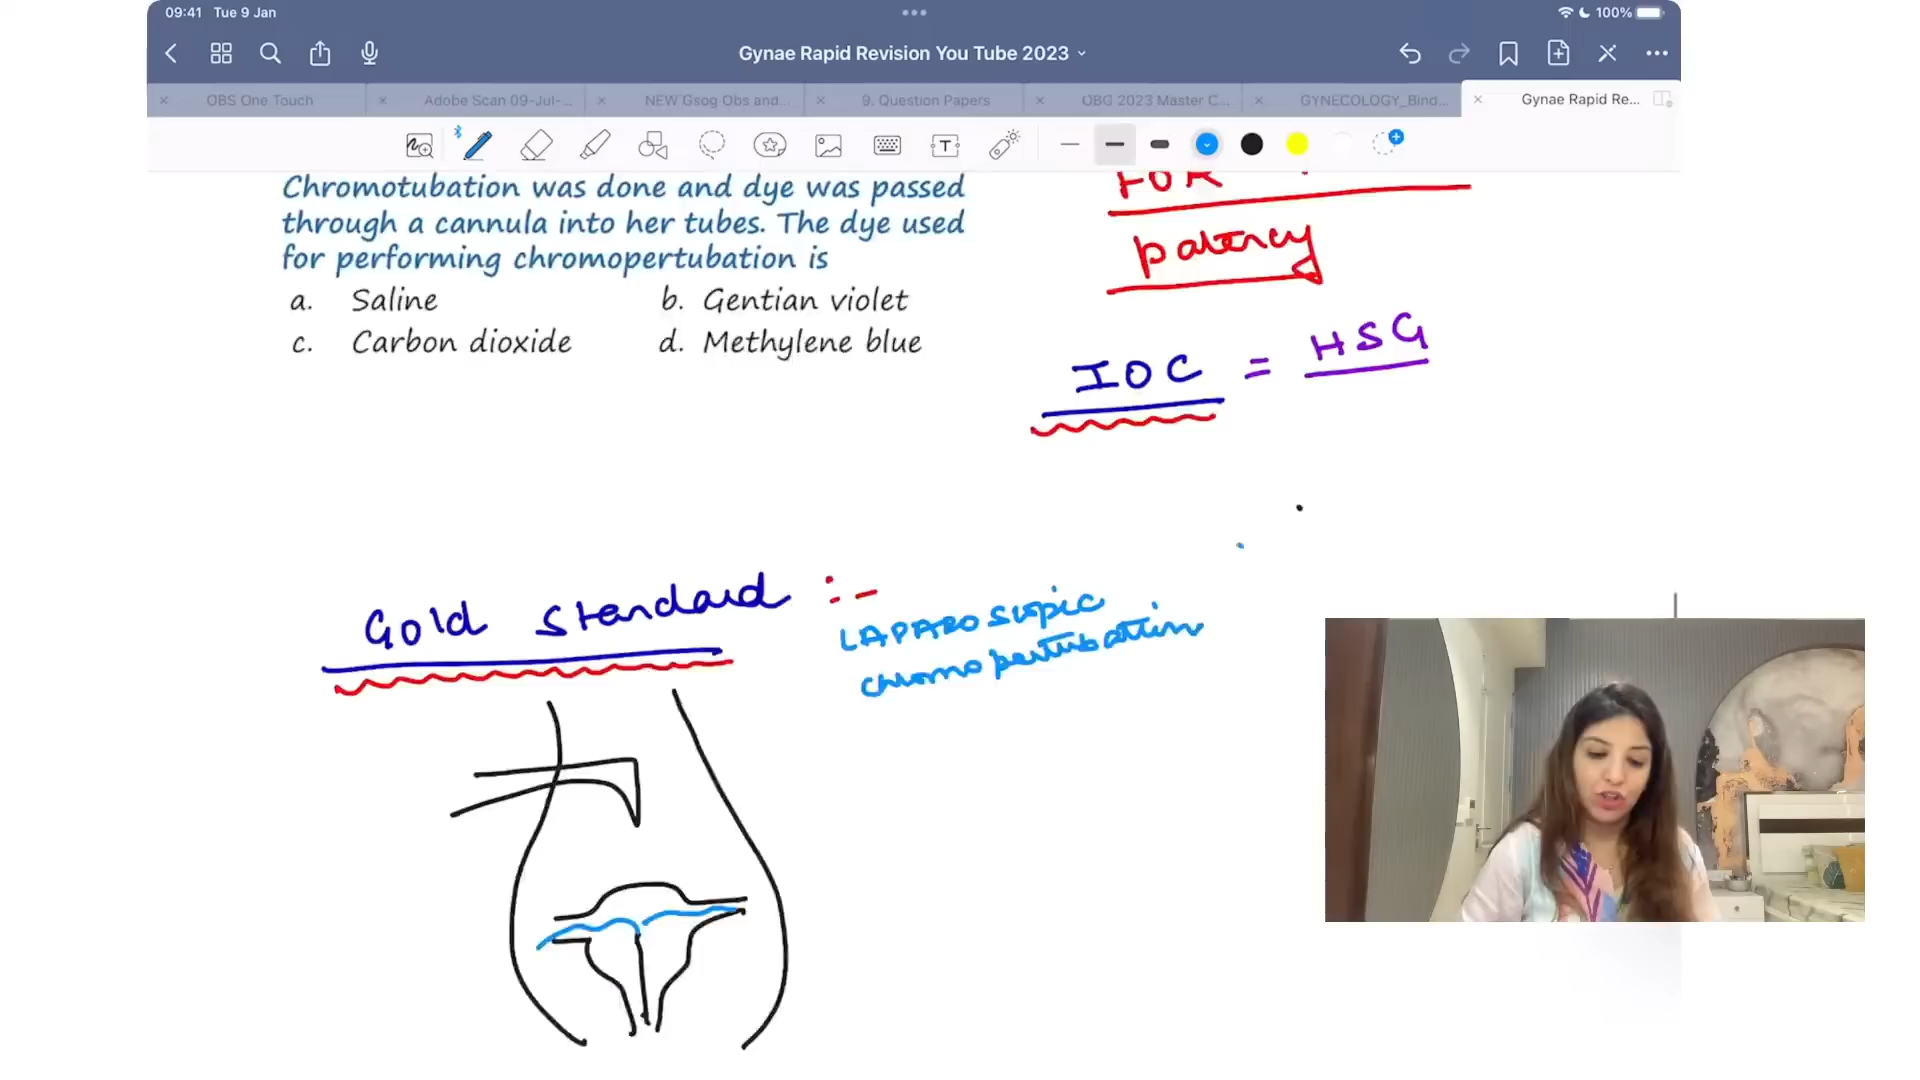 09:41 Tue 9 Jan
100%
Gynae Rapid Revision You Tube 2023
OBS One Touch
Adobe Scan 09-Jul-...
NEW Gsog Obs and...
9. Question Papers
OBG 2023 Master C...
GYNECOLOGY_Bind...
Gynae Rapid Re...
Chromotubation was done and dye was passed
through a cannula into her tubes. The dye used
for performing chromopertubation is
a. Saline b. Gentian violet
c. Carbon dioxide d. Methylene blue
FOR
patency
IOC = HSG
Gold standard :-
LAPAROSCOPIC
chromopertubation